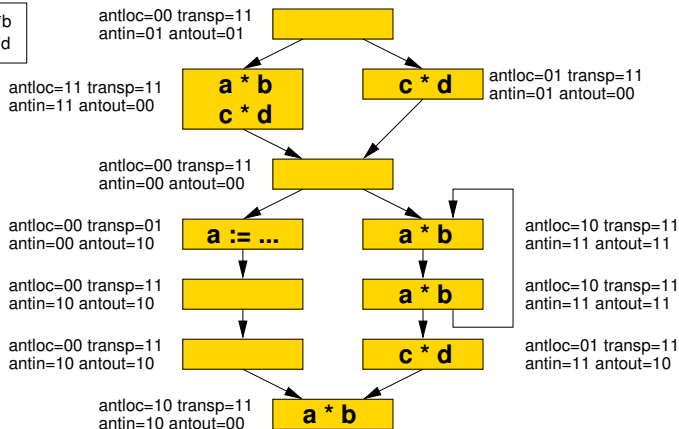 *b
d
antloc=00 transp=11
antin=01 antout=01
antloc=11 transp=11
antin=11 antout=00
a * b
c * d
c * d
antloc=01 transp=11
antin=01 antout=00
antloc=00 transp=11
antin=00 antout=00
antloc=00 transp=01
antin=00 antout=10
a := ...
a * b
antloc=10 transp=11
antin=11 antout=11
antloc=00 transp=11
antin=10 antout=10
a * b
antloc=10 transp=11
antin=11 antout=11
antloc=00 transp=11
antin=10 antout=10
c * d
antloc=01 transp=11
antin=11 antout=10
antloc=10 transp=11
antin=10 antout=00
a * b